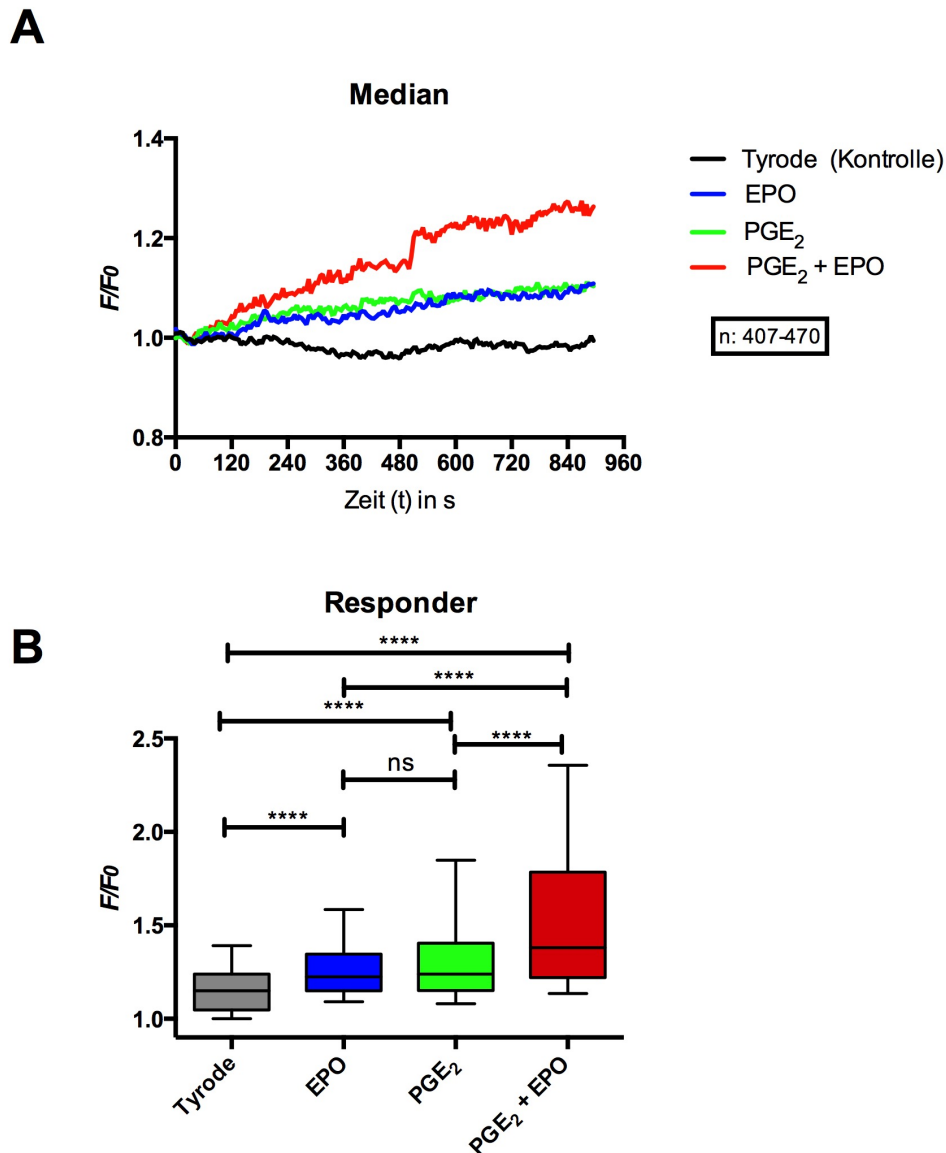 A
Median
1.4
1.2
1.0
0.8
F/F0
0 120 240 360 480 600 720 840 960
Zeit (t) in s
Tyrode (Kontrolle)
EPO
PGE₂
PGE₂ + EPO
n: 407-470
B
Responder
****
****
****
****
ns
****
2.5
2.0
1.5
1.0
F/F0
Tyrode
EPO
PGE₂
PGE₂ + EPO